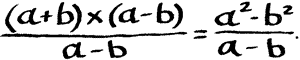 (a+b)×(a-b)/a-b = a²-b²/a-b.